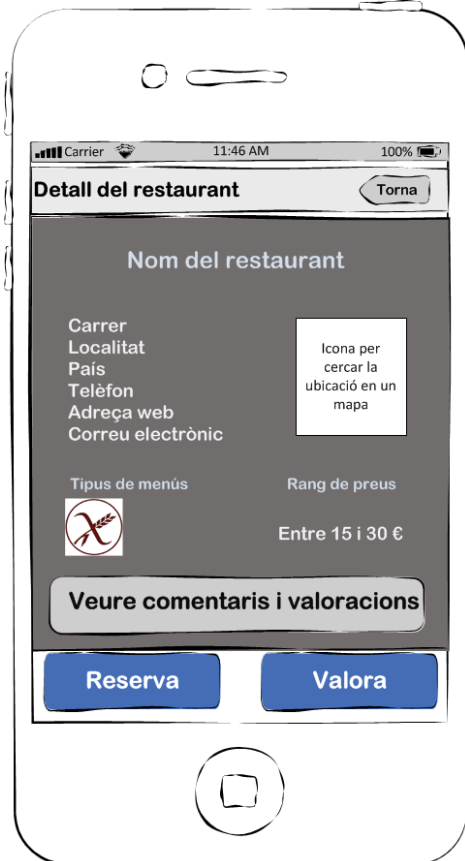 Carrier 11:46 AM 100%
Detall del restaurant Torna
Nom del restaurant
Carrer
Localitat
País
Telèfon
Adreça web
Correu electrònic
Icona per
cercar la
ubicació en un
mapa
Tipus de menús
Rang de preus
Entre 15 i 30 €
Veure comentaris i valoracions
Reserva
Valora